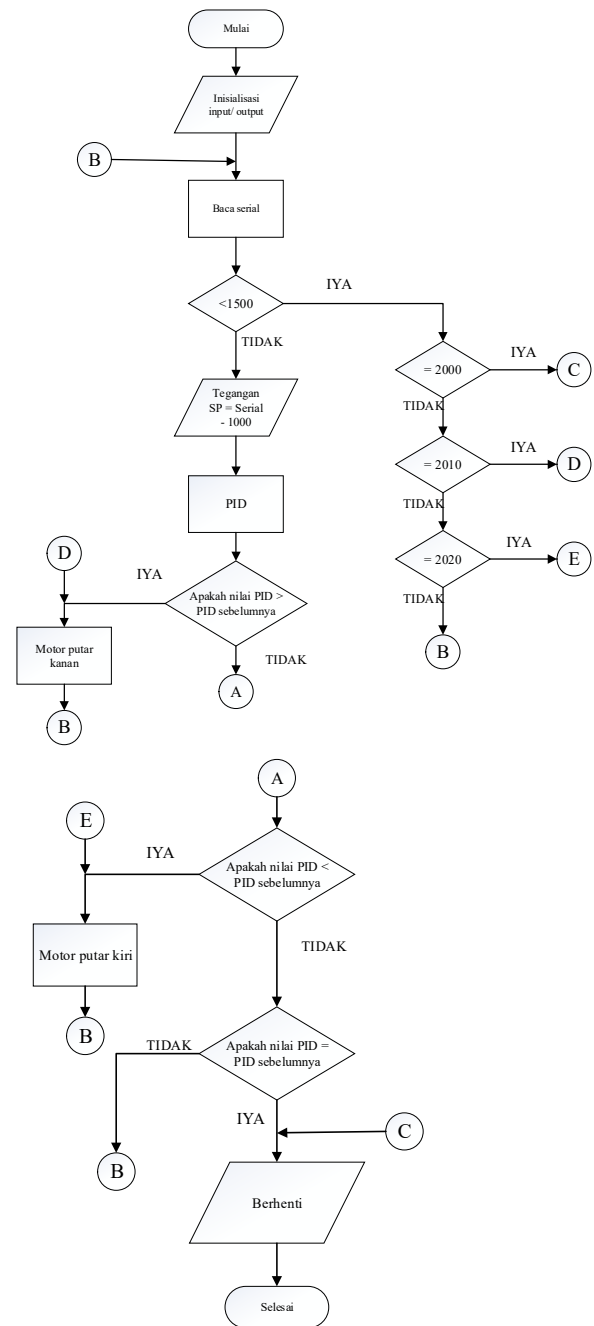 Mulai
Inisialisasi
input/ output
B
Baca serial
<1500
IYA
TIDAK
= 2000
IYA
C
TIDAK
Tegangan
SP = Serial
- 1000
= 2010
IYA
D
TIDAK
PID
= 2020
IYA
E
TIDAK
B
D
IYA
Apakah nilai PID >
PID sebelumnya
TIDAK
Motor putar
kanan
A
B
A
E
IYA
Apakah nilai PID <
PID sebelumnya
TIDAK
Motor putar kiri
B
TIDAK
Apakah nilai PID =
PID sebelumnya
IYA
C
B
Berhenti
Selesai